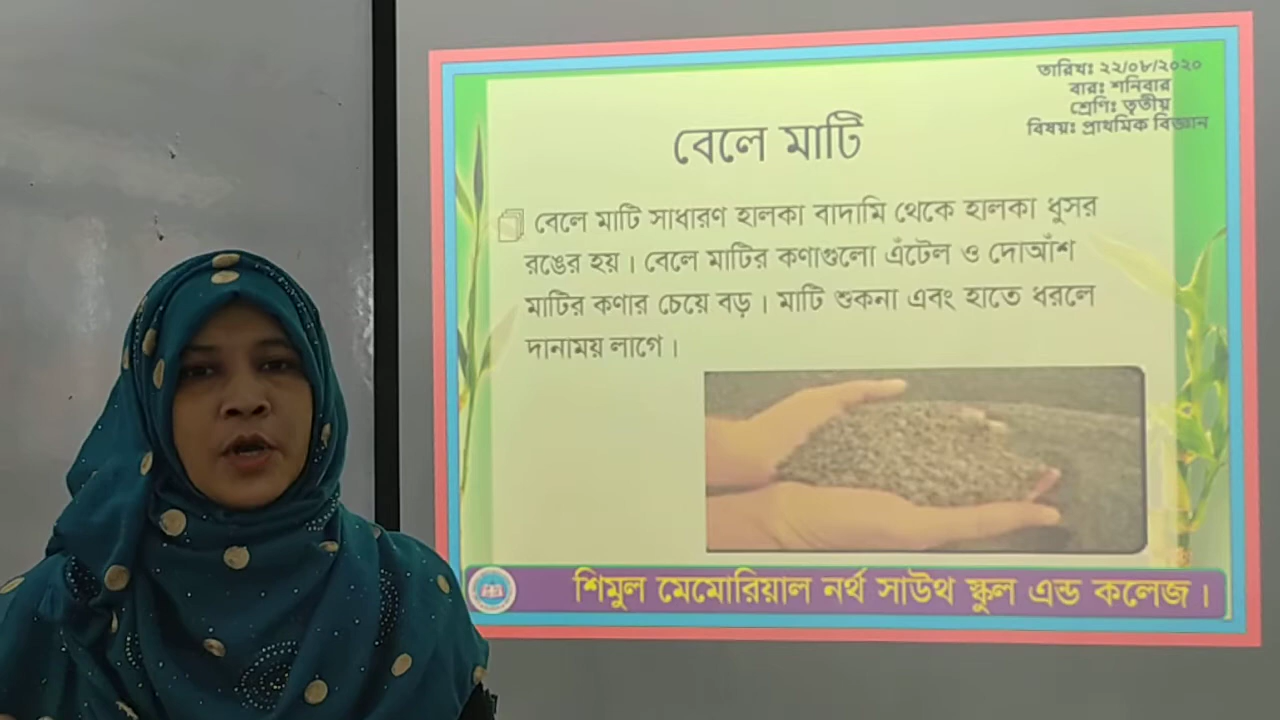 তারিখঃ ২২/০৮/২০২০
বারঃ শনিবার
শ্রেণিঃ তৃতীয়
বিষয়ঃ প্রাথমিক বিজ্ঞান
বেলে মাটি
বেলে মাটি সাধারণ হালকা বাদামি থেকে হালকা ধুসর
রঙের হয়। বেলে মাটির কণাগুলো এঁটেল ও দোআঁশ
মাটির কণার চেয়ে বড়। মাটি শুকনা এবং হাতে ধরলে
দানাময় লাগে।
শিমুল মেমোরিয়াল নর্থ সাউথ স্কুল এন্ড কলেজ।